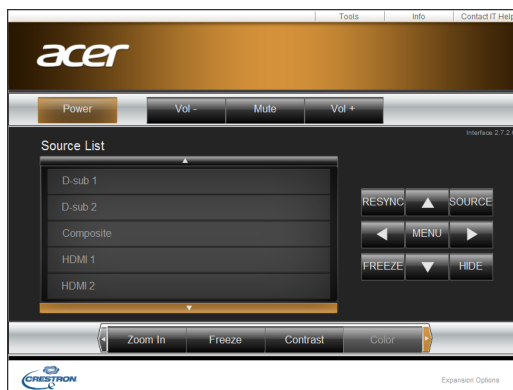 Tools Info Contact IT Help
acer
Power Vol - Mute Vol +
Interface 2.7.2.
Source List
D-sub 1
D-sub 2
Composite
HDMI 1
HDMI 2
RESYNC SOURCE
MENU
FREEZE HIDE
Zoom In Freeze Contrast Color
CRESTRON
Expansion Options